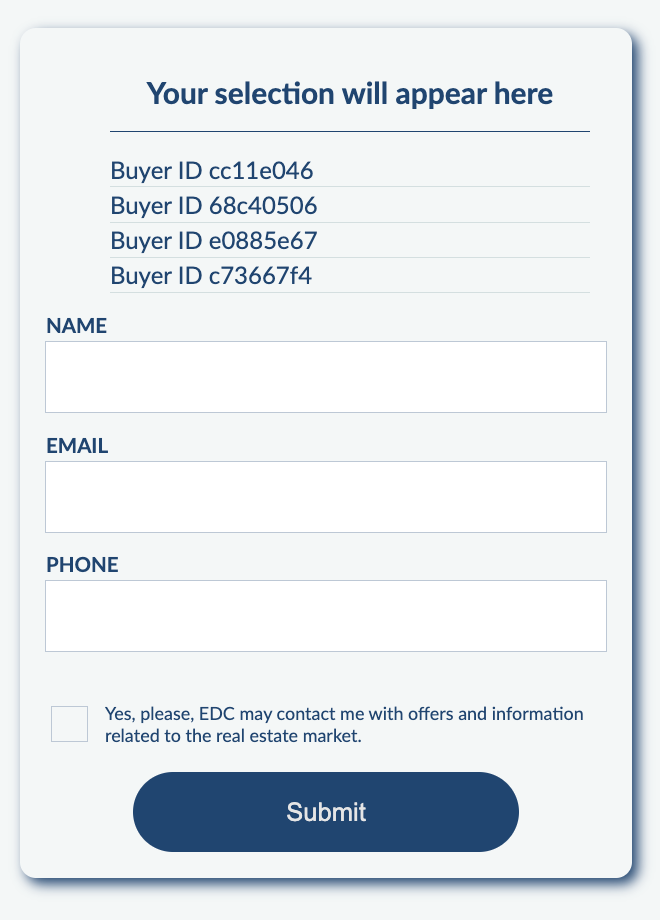 Your selection will appear here
Buyer ID cc11e046
Buyer ID 68c40506
Buyer ID e0885e67
Buyer ID c73667f4
NAME
EMAIL
PHONE
Yes, please, EDC may contact me with offers and information
related to the real estate market.
Submit